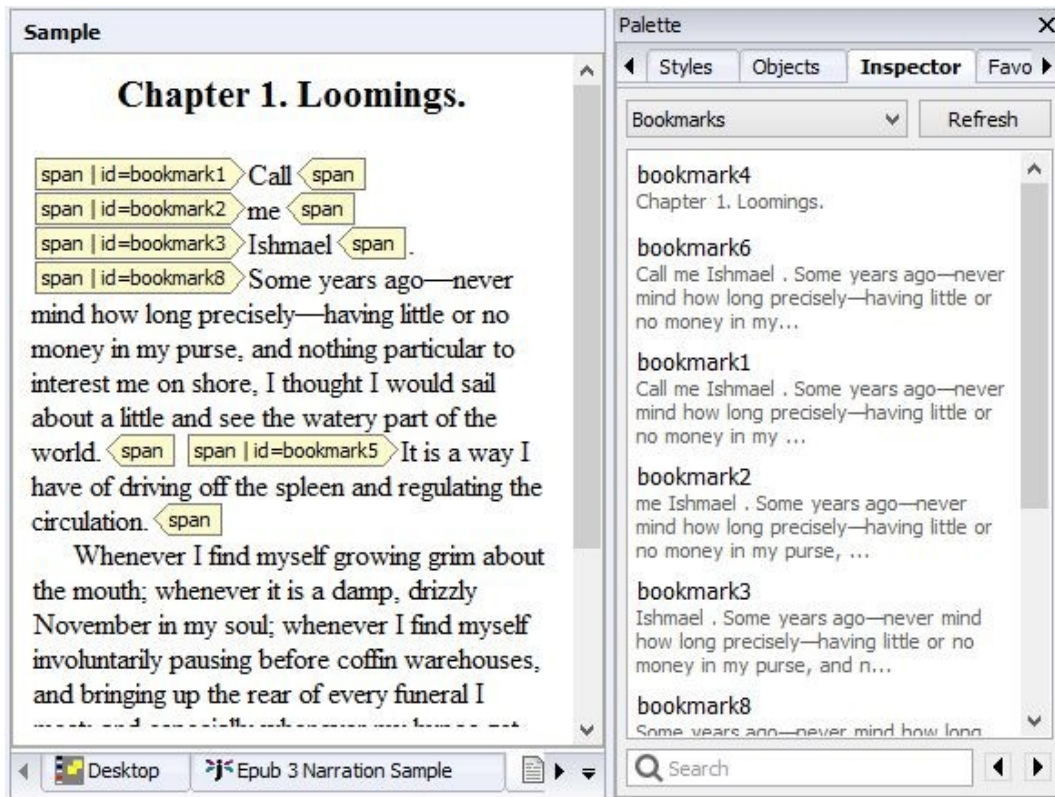 Sample
Chapter 1. Loomings.
span | id=bookmark1 Call span
span | id=bookmark2 me span
span | id=bookmark3 Ishmael span .
span | id=bookmark8 Some years ago—never
mind how long precisely—having little or no
money in my purse, and nothing particular to
interest me on shore, I thought I would sail
about a little and see the watery part of the
world. span span | id=bookmark5 It is a way I
have of driving off the spleen and regulating the
circulation. span
Whenever I find myself growing grim about
the mouth; whenever it is a damp, drizzly
November in my soul; whenever I find myself
involuntarily pausing before coffin warehouses,
and bringing up the rear of every funeral I
Desktop
Epub 3 Narration Sample
Palette
Styles
Objects
Inspector
Favo
Bookmarks
Refresh
bookmark4
Chapter 1. Loomings.
bookmark6
Call me Ishmael . Some years ago—never
mind how long precisely—having little or
no money in my...
bookmark1
Call me Ishmael . Some years ago—never
mind how long precisely—having little or
no money in my ...
bookmark2
me Ishmael . Some years ago—never
mind how long precisely—having little or
no money in my purse, ...
bookmark3
Ishmael . Some years ago—never mind
how long precisely—having little or no
money in my purse, and n...
bookmark8
Some years ago—never mind how long
Search